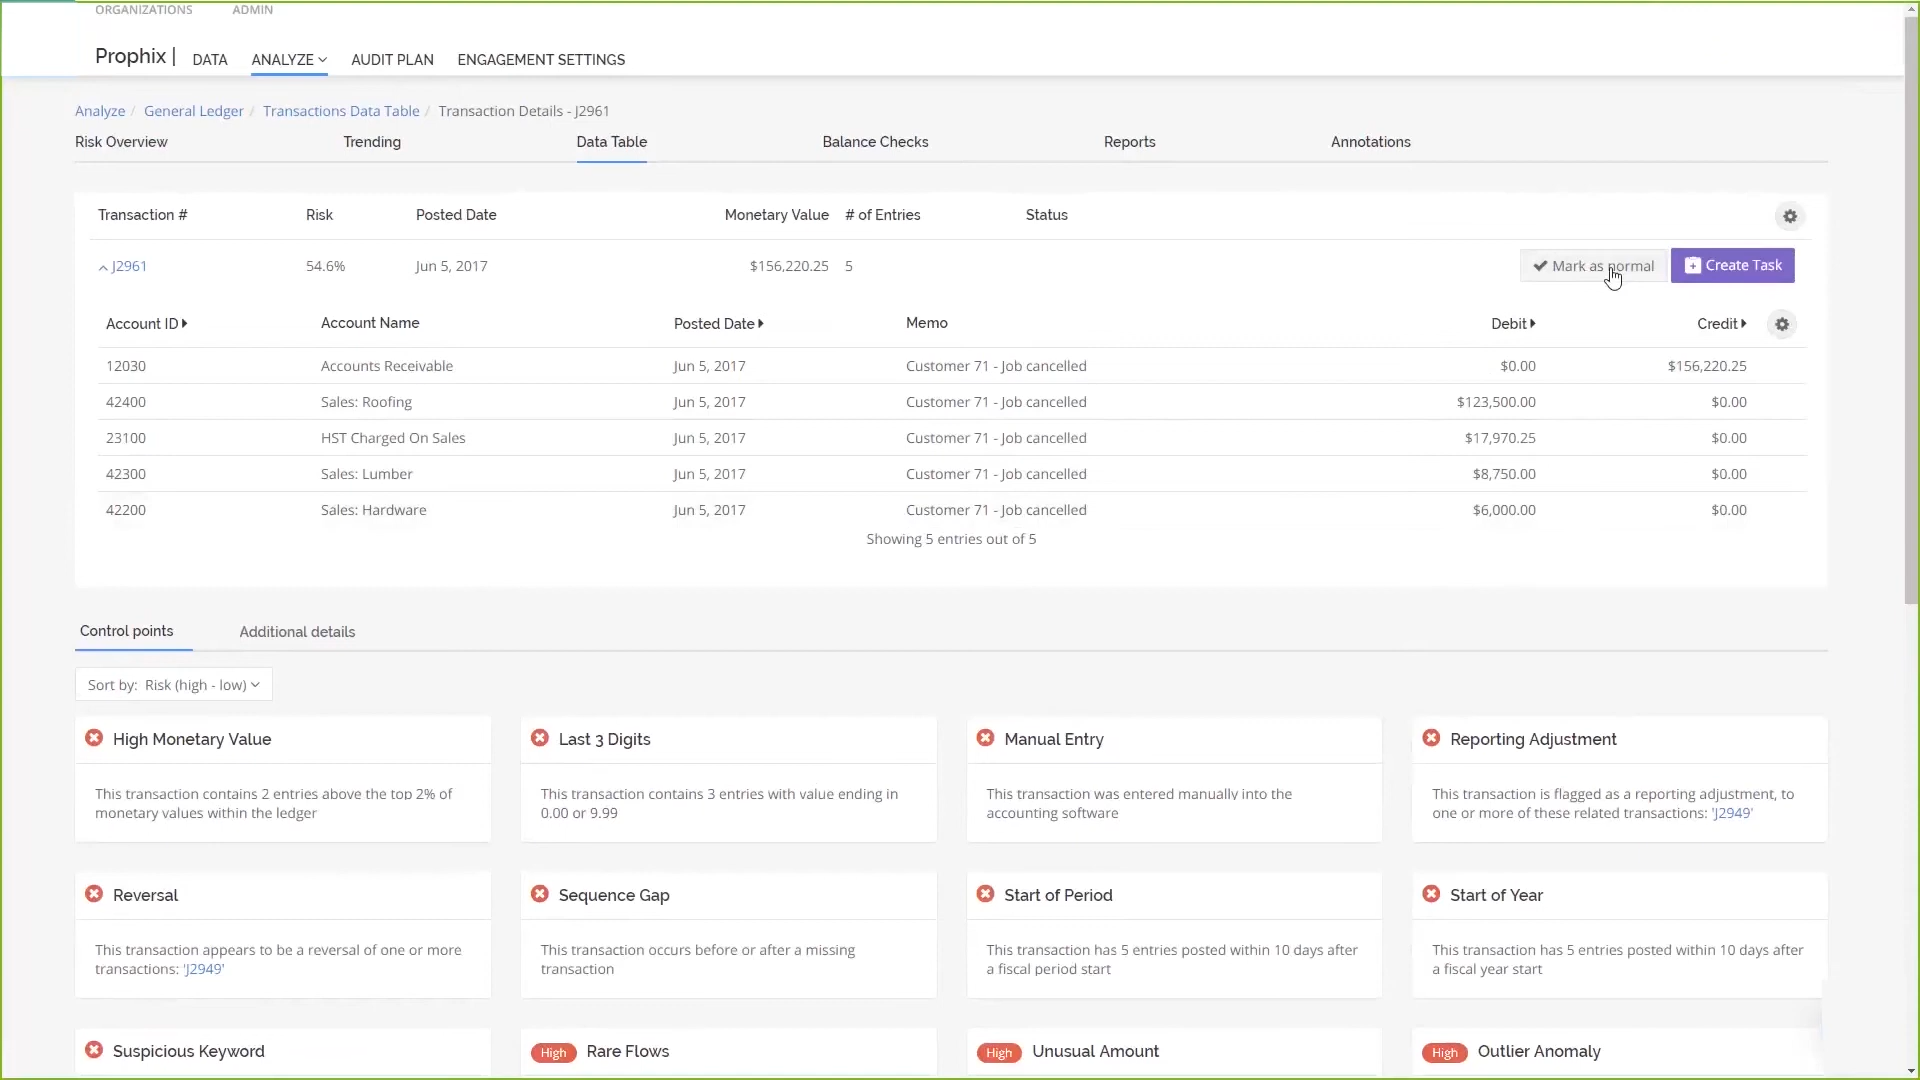 ORGANIZATIONS ADMIN
Prophix | DATA ANALYZE AUDIT PLAN ENGAGEMENT SETTINGS
Analyze / General Ledger / Transactions Data Table / Transaction Details - J2961
Risk Overview Trending Data Table Balance Checks Reports Annotations
Transaction # Risk Posted Date Monetary Value # of Entries Status
J2961 54.6% Jun 5, 2017 $156,220.25 5 Mark as normal Create Task
Account ID Account Name Posted Date Memo Debit Credit
12030 Accounts Receivable Jun 5, 2017 Customer 71 - Job cancelled $0.00 $156,220.25
42400 Sales: Roofing Jun 5, 2017 Customer 71 - Job cancelled $123,500.00 $0.00
23100 HST Charged On Sales Jun 5, 2017 Customer 71 - Job cancelled $17,970.25 $0.00
42300 Sales: Lumber Jun 5, 2017 Customer 71 - Job cancelled $8,750.00 $0.00
42200 Sales: Hardware Jun 5, 2017 Customer 71 - Job cancelled $6,000.00 $0.00
Showing 5 entries out of 5
Control points Additional details
Sort by: Risk (high - low)
High Monetary Value
This transaction contains 2 entries above the top 2% of
monetary values within the ledger
Last 3 Digits
This transaction contains 3 entries with value ending in
0.00 or 9.99
Manual Entry
This transaction was entered manually into the
accounting software
Reporting Adjustment
This transaction is flagged as a reporting adjustment, to
one or more of these related transactions: 'J2949'
Reversal
This transaction appears to be a reversal of one or more
transactions: 'J2949'
Sequence Gap
This transaction occurs before or after a missing
transaction
Start of Period
This transaction has 5 entries posted within 10 days after
a fiscal period start
Start of Year
This transaction has 5 entries posted within 10 days after
a fiscal year start
Suspicious Keyword
High Rare Flows
High Unusual Amount
High Outlier Anomaly